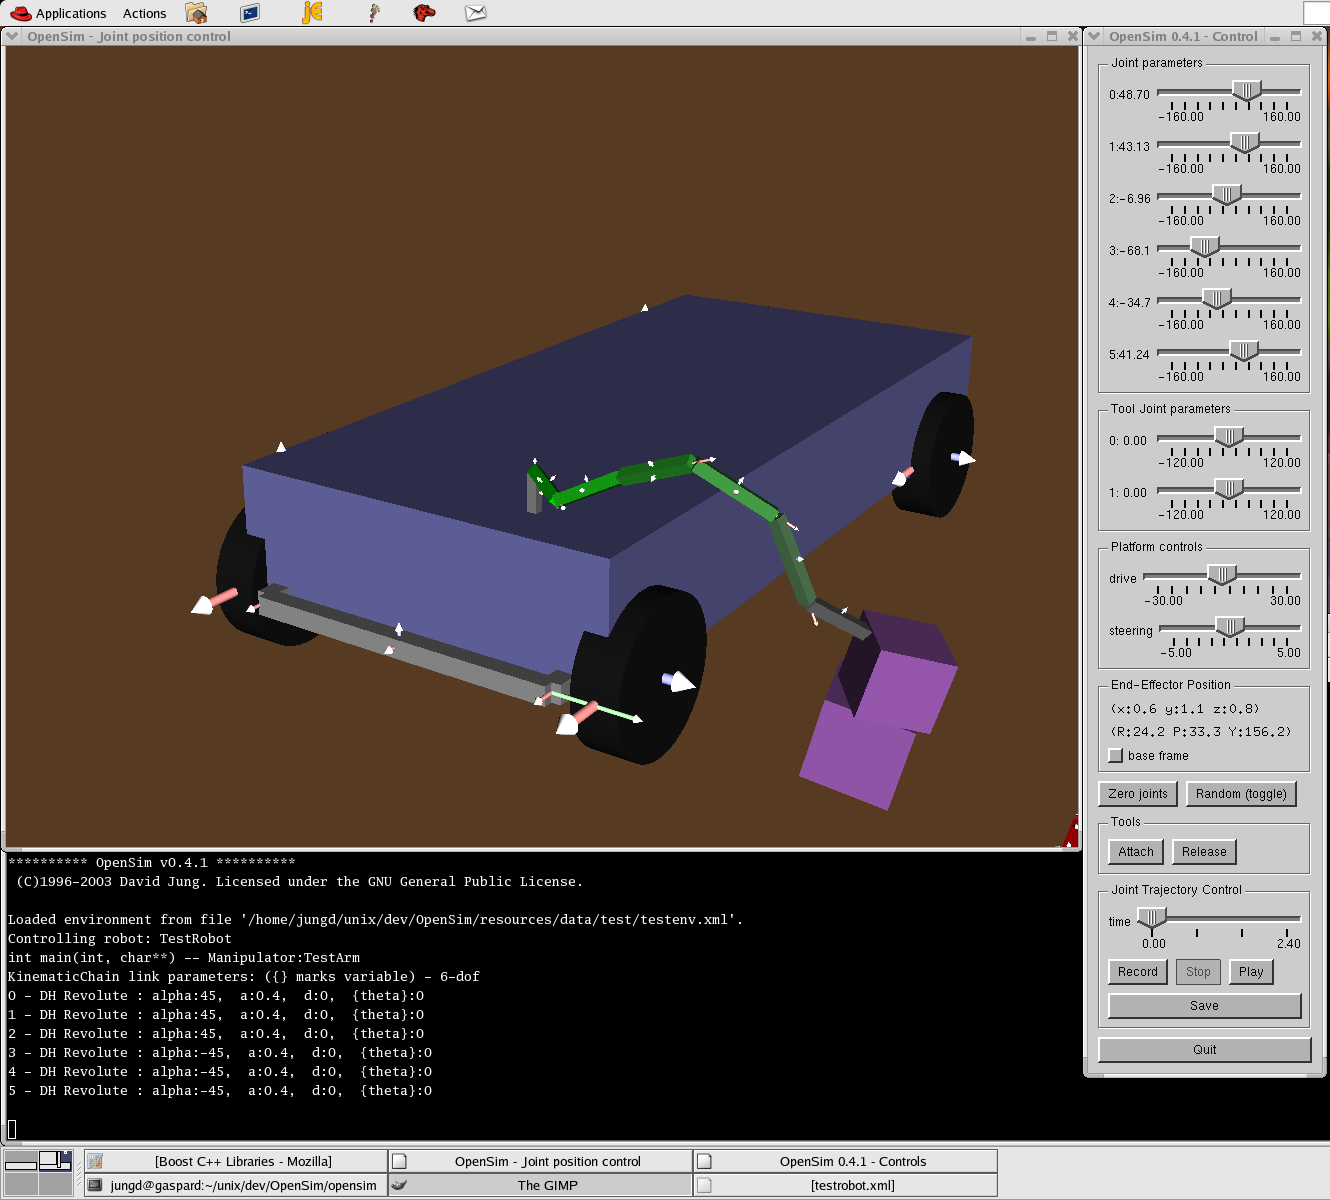 Applications Actions
OpenSim - Joint position control
OpenSim 0.4.1 - Control
Joint parameters
0:48.70
-160.00 160.00
1:43.13
-160.00 160.00
2:-6.96
-160.00 160.00
3:-68.1
-160.00 160.00
4:-34.7
-160.00 160.00
5:41.24
-160.00 160.00
Tool Joint parameters
0: 0.00
-120.00 120.00
1: 0.00
-120.00 120.00
Platform controls
drive
-30.00 30.00
steering
-5.00 5.00
End-Effector Position
(x:0.6 y:1.1 z:0.8)
(R:24.2 P:33.3 Y:156.2)
base frame
Zero joints Random (toggle)
Tools
Attach Release
Joint Trajectory Control
time
0.00 2.40
Record Stop Play
Save
Quit
********** OpenSim v0.4.1 **********
(C)1996-2003 David Jung. Licensed under the GNU General Public License.
Loaded environment from file '/home/jungd/unix/dev/OpenSim/resources/data/test/testenv.xml'.
Controlling robot: TestRobot
int main(int, char**) -- Manipulator:TestArm
KinematicChain link parameters: ({} marks variable) - 6-dof
0 - DH Revolute : alpha:45, a:0.4, d:0, {theta}:0
1 - DH Revolute : alpha:45, a:0.4, d:0, {theta}:0
2 - DH Revolute : alpha:45, a:0.4, d:0, {theta}:0
3 - DH Revolute : alpha:-45, a:0.4, d:0, {theta}:0
4 - DH Revolute : alpha:-45, a:0.4, d:0, {theta}:0
5 - DH Revolute : alpha:-45, a:0.4, d:0, {theta}:0
[Boost C++ Libraries - Mozilla] OpenSim - Joint position control OpenSim 0.4.1 - Controls
jungd@gaspard:~/unix/dev/OpenSim/opensim The GIMP [testrobot.xml]